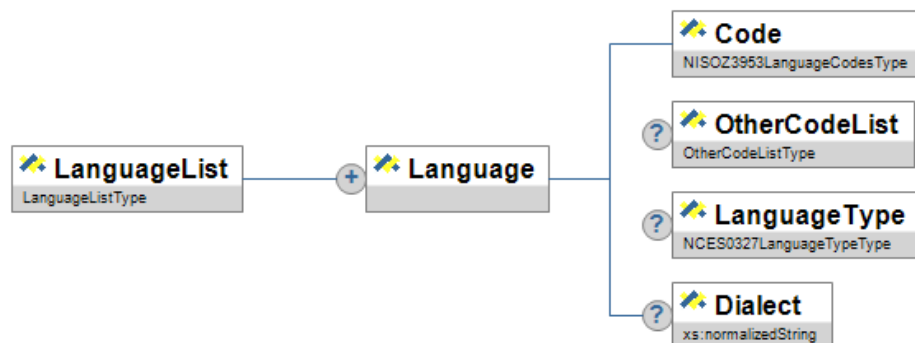 LanguageList
LanguageListType
+
Language
Code
NISOZ3953LanguageCodesType
?
OtherCodeList
OtherCodeListType
?
LanguageType
NCES0327LanguageTypeType
?
Dialect
xs:normalizedString